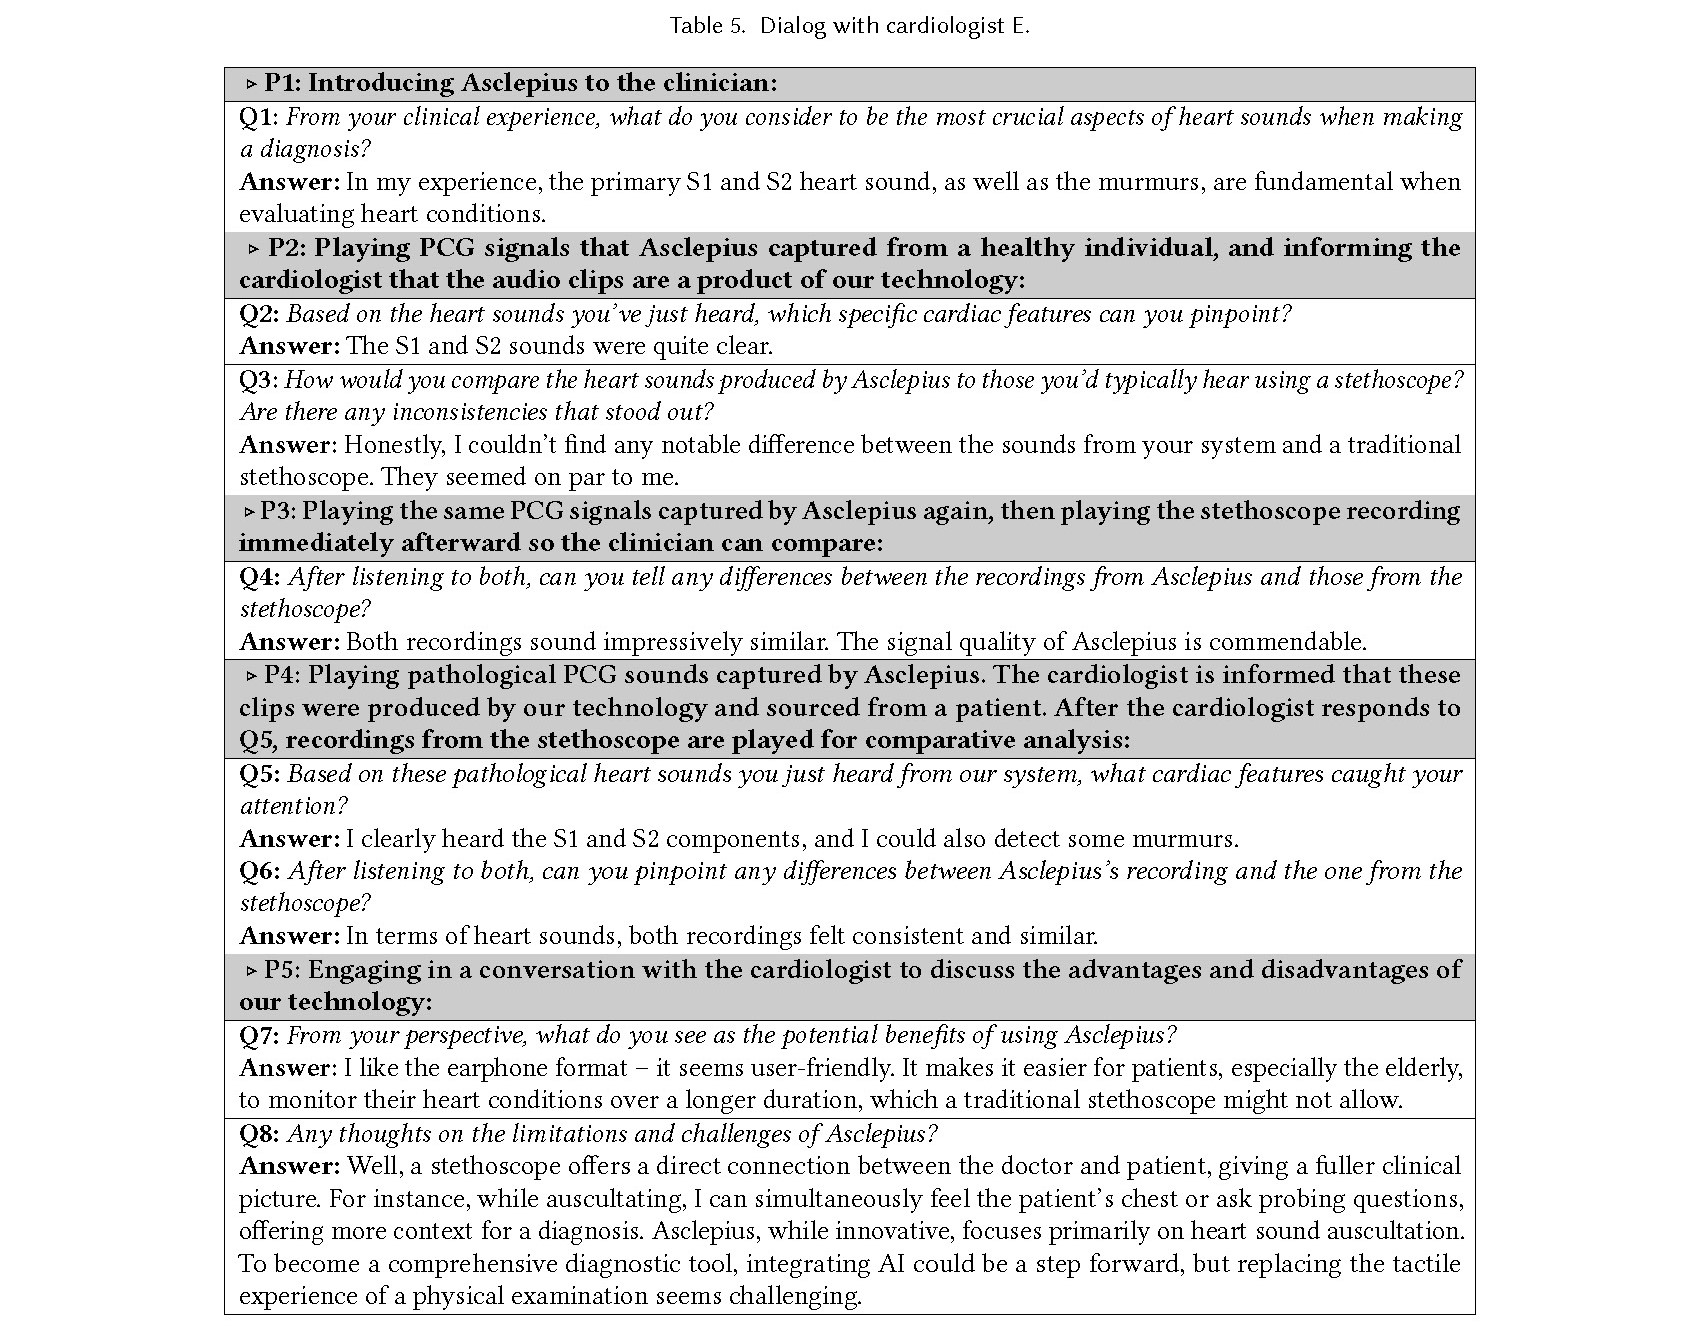 Table 5. Dialog with cardiologist E.
▹ P1: Introducing Asclepius to the clinician:
Q1: From your clinical experience, what do you consider to be the most crucial aspects of heart sounds when making
a diagnosis?
Answer: In my experience, the primary S1 and S2 heart sound, as well as the murmurs, are fundamental when
evaluating heart conditions.
▹ P2: Playing PCG signals that Asclepius captured from a healthy individual, and informing the
cardiologist that the audio clips are a product of our technology:
Q2: Based on the heart sounds you've just heard, which specific cardiac features can you pinpoint?
Answer: The S1 and S2 sounds were quite clear.
Q3: How would you compare the heart sounds produced by Asclepius to those you'd typically hear using a stethoscope?
Are there any inconsistencies that stood out?
Answer: Honestly, I couldn't find any notable difference between the sounds from your system and a traditional
stethoscope. They seemed on par to me.
▹ P3: Playing the same PCG signals captured by Asclepius again, then playing the stethoscope recording
immediately afterward so the clinician can compare:
Q4: After listening to both, can you tell any differences between the recordings from Asclepius and those from the
stethoscope?
Answer: Both recordings sound impressively similar. The signal quality of Asclepius is commendable.
▹ P4: Playing pathological PCG sounds captured by Asclepius. The cardiologist is informed that these
clips were produced by our technology and sourced from a patient. After the cardiologist responds to
Q5, recordings from the stethoscope are played for comparative analysis:
Q5: Based on these pathological heart sounds you just heard from our system, what cardiac features caught your
attention?
Answer: I clearly heard the S1 and S2 components, and I could also detect some murmurs.
Q6: After listening to both, can you pinpoint any differences between Asclepius's recording and the one from the
stethoscope?
Answer: In terms of heart sounds, both recordings felt consistent and similar.
▹ P5: Engaging in a conversation with the cardiologist to discuss the advantages and disadvantages of
our technology:
Q7: From your perspective, what do you see as the potential benefits of using Asclepius?
Answer: I like the earphone format – it seems user-friendly. It makes it easier for patients, especially the elderly,
to monitor their heart conditions over a longer duration, which a traditional stethoscope might not allow.
Q8: Any thoughts on the limitations and challenges of Asclepius?
Answer: Well, a stethoscope offers a direct connection between the doctor and patient, giving a fuller clinical
picture. For instance, while auscultating, I can simultaneously feel the patient's chest or ask probing questions,
offering more context for a diagnosis. Asclepius, while innovative, focuses primarily on heart sound auscultation.
To become a comprehensive diagnostic tool, integrating AI could be a step forward, but replacing the tactile
experience of a physical examination seems challenging.